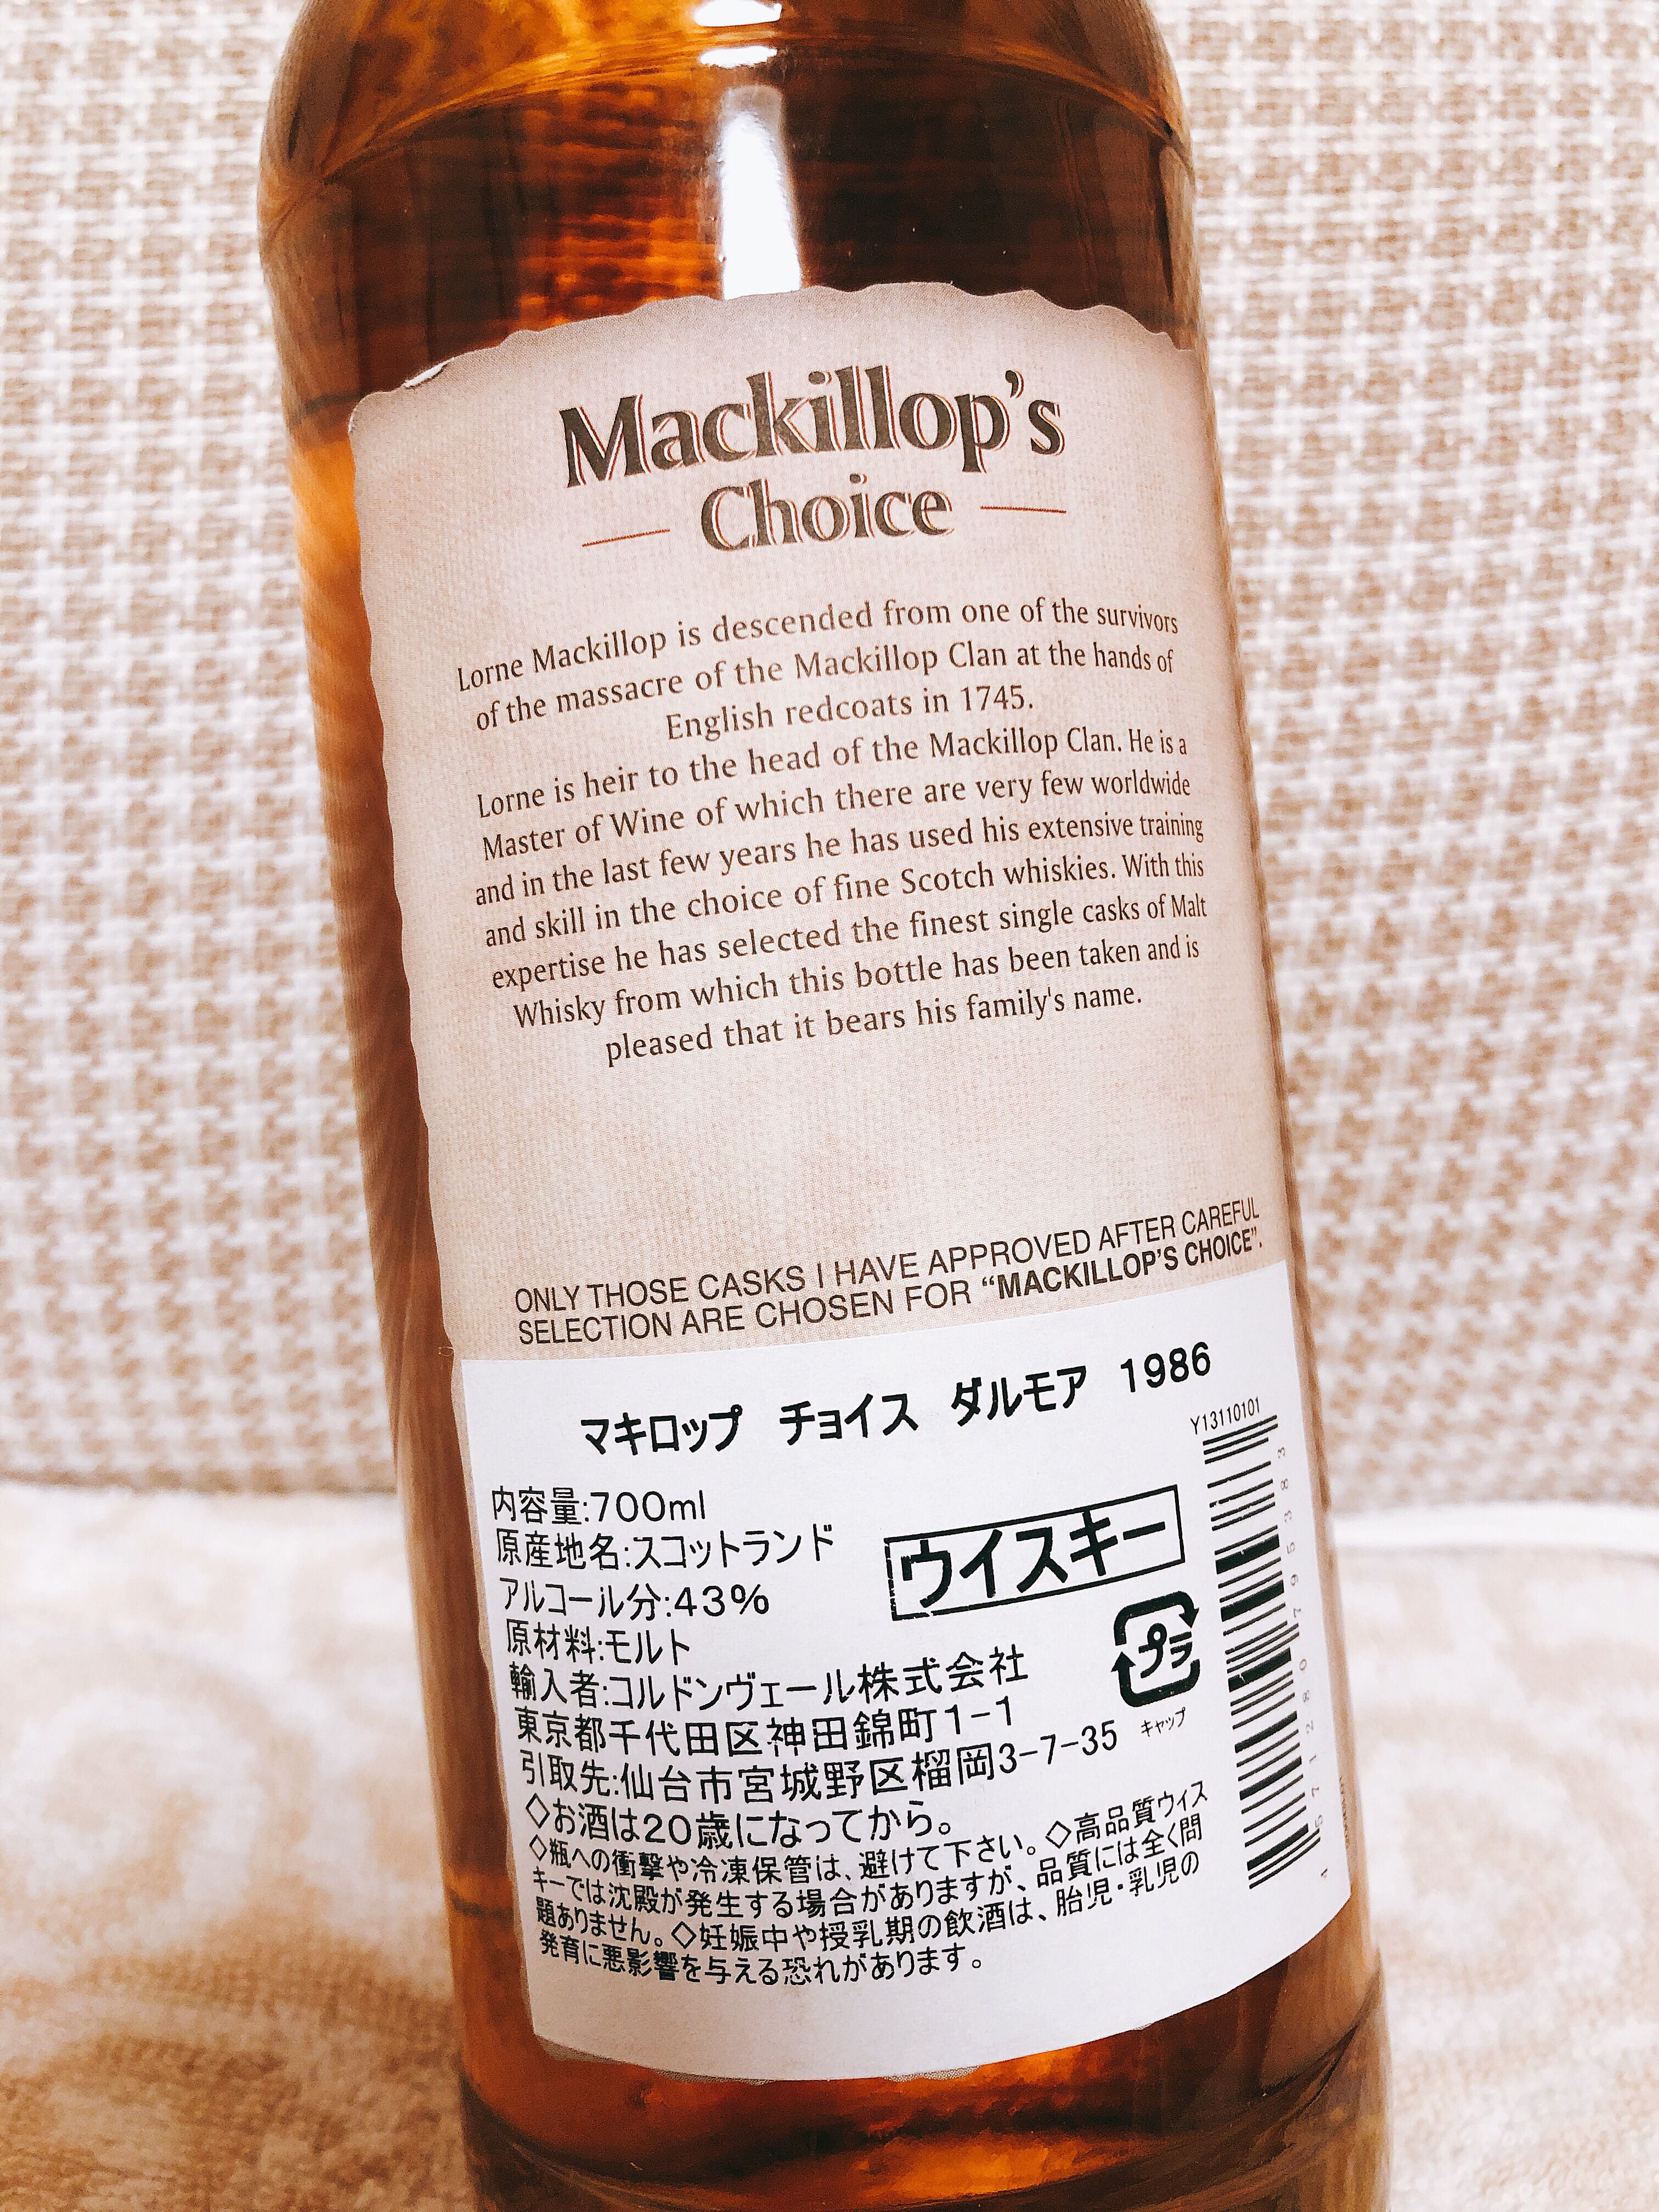 Mackillop's
Choice
Lorne Mackillop is descended from one of the survivors
of the massacre of the Mackillop Clan at the hands of
English redcoats in 1745.
Lorne is heir to the head of the Mackillop Clan. He is a
Master of Wine of which there are very few worldwide
and in the last few years he has used his extensive training
and skill in the choice of fine Scotch whiskies. With this
expertise he has selected the finest single casks of Malt
Whisky from which this bottle has been taken and is
pleased that it bears his family's name.
ONLY THOSE CASKS I HAVE APPROVED AFTER CAREFUL
SELECTION ARE CHOSEN FOR “MACKILLOP'S CHOICE”.
マキロップ チョイス ダルモア 1986
Y13110101
内容量:700ml
原産地名:スコットランド
アルコール分:43%
原材料:モルト
ウイスキー
プラ
キャップ
輸入者:コルドンヴェール株式会社
東京都千代田区神田錦町1-1
引取先:仙台市宮城野区榴岡3-7-35
◇お酒は20歳になってから。
◇瓶への衝撃や冷凍保管は、避けて下さい。◇高品質ウィス
キーでは沈殿が発生する場合がありますが、品質には全く問
題ありません。◇妊娠中や授乳期の飲酒は、胎児・乳児の
発育に悪影響を与える恐れがあります。